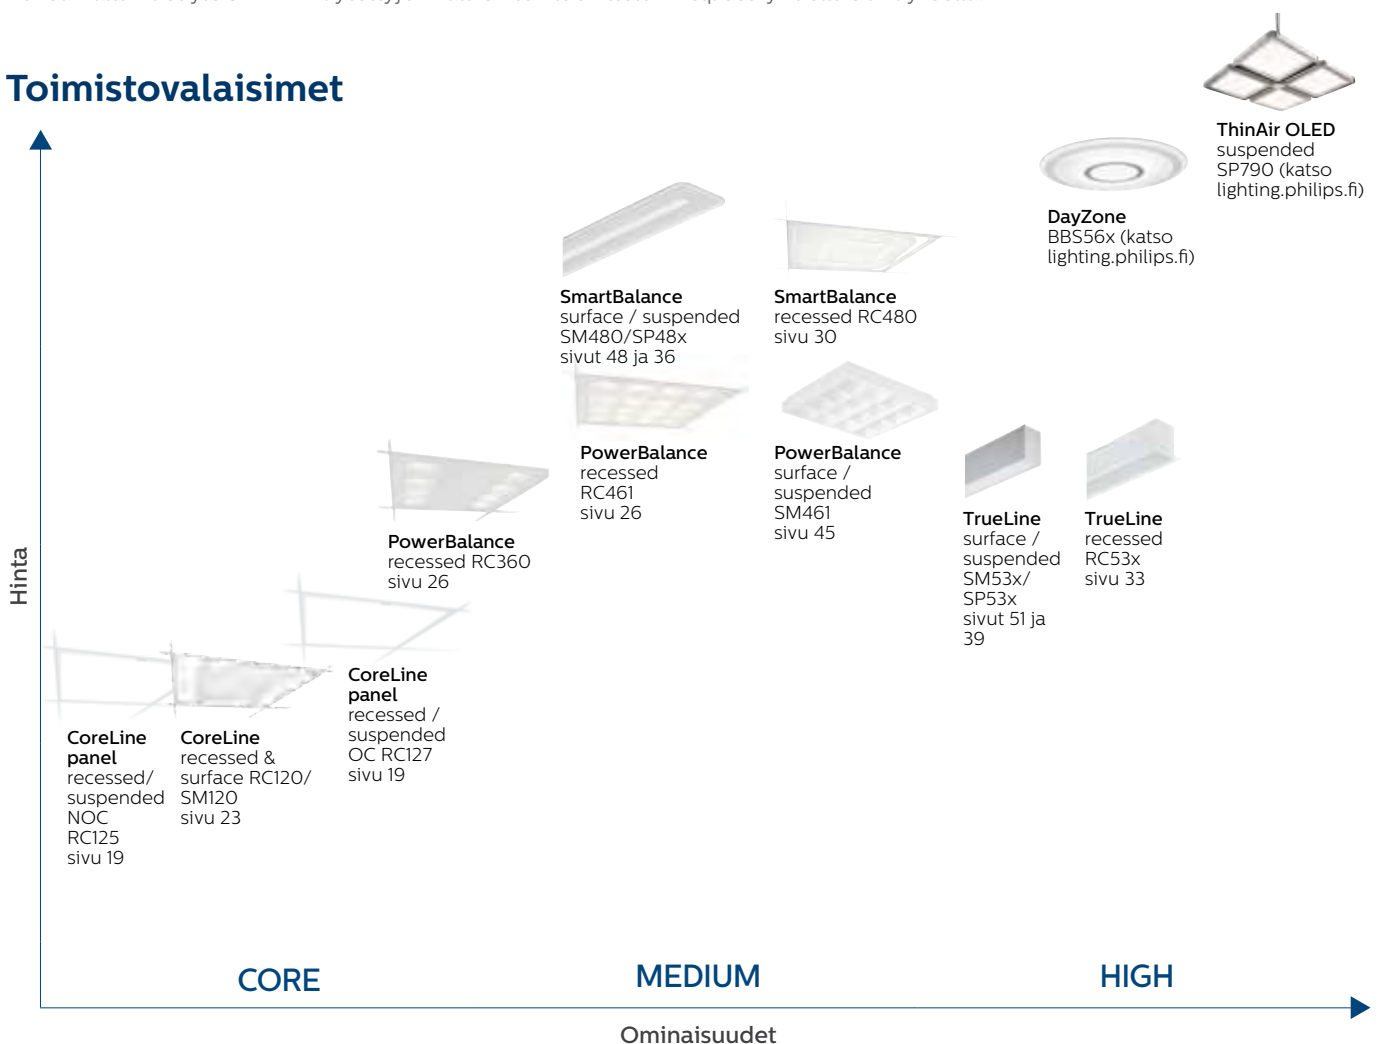 Toimistovalaisimet
ThinAir OLED
suspended
SP790 (katso
lighting.philips.fi)
DayZone
BBS56x (katso
lighting.philips.fi)
SmartBalance
surface / suspended
SM480/SP48x
sivut 48 ja 36
SmartBalance
recessed RC480
sivu 30
PowerBalance
recessed
RC461
sivu 26
PowerBalance
surface /
suspended
SM461
sivu 45
TrueLine
surface /
suspended
SM53x/
SP53x
sivut 51 ja
39
TrueLine
recessed
RC53x
sivu 33
PowerBalance
recessed RC360
sivu 26
Hinta
CoreLine
panel
recessed /
suspended
OC RC127
sivu 19
CoreLine
panel
recessed/
suspended
NOC
RC125
sivu 19
CoreLine
recessed &
surface RC120/
SM120
sivu 23
CORE
MEDIUM
HIGH
Ominaisuudet